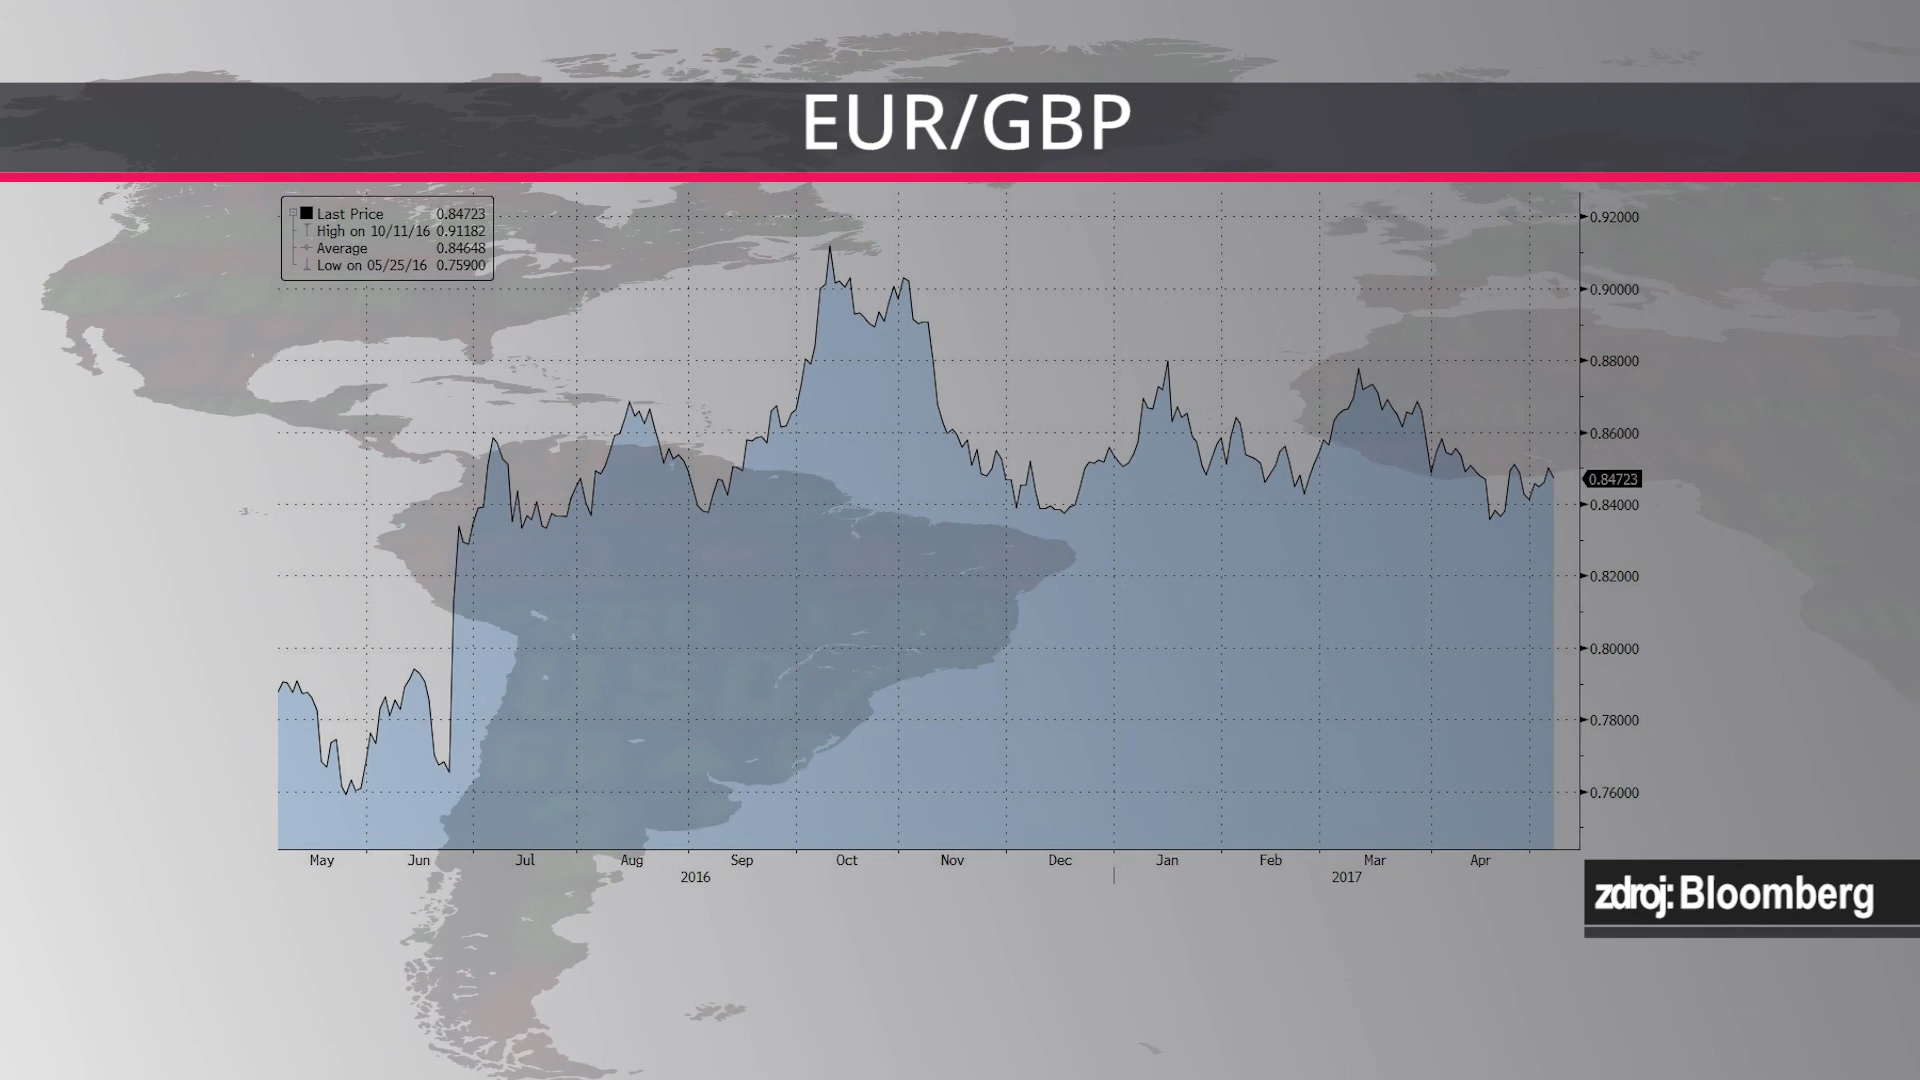 EUR/GBP
Last Price 0.84723
High on 10/11/16 0.91182
Average 0.84648
Low on 05/25/16 0.75900
0.92000
0.90000
0.88000
0.86000
0.84723
0.84000
0.82000
0.80000
0.78000
0.76000
May Jun Jul Aug Sep Oct Nov Dec Jan Feb Mar Apr
2016 2017
zdroj: Bloomberg